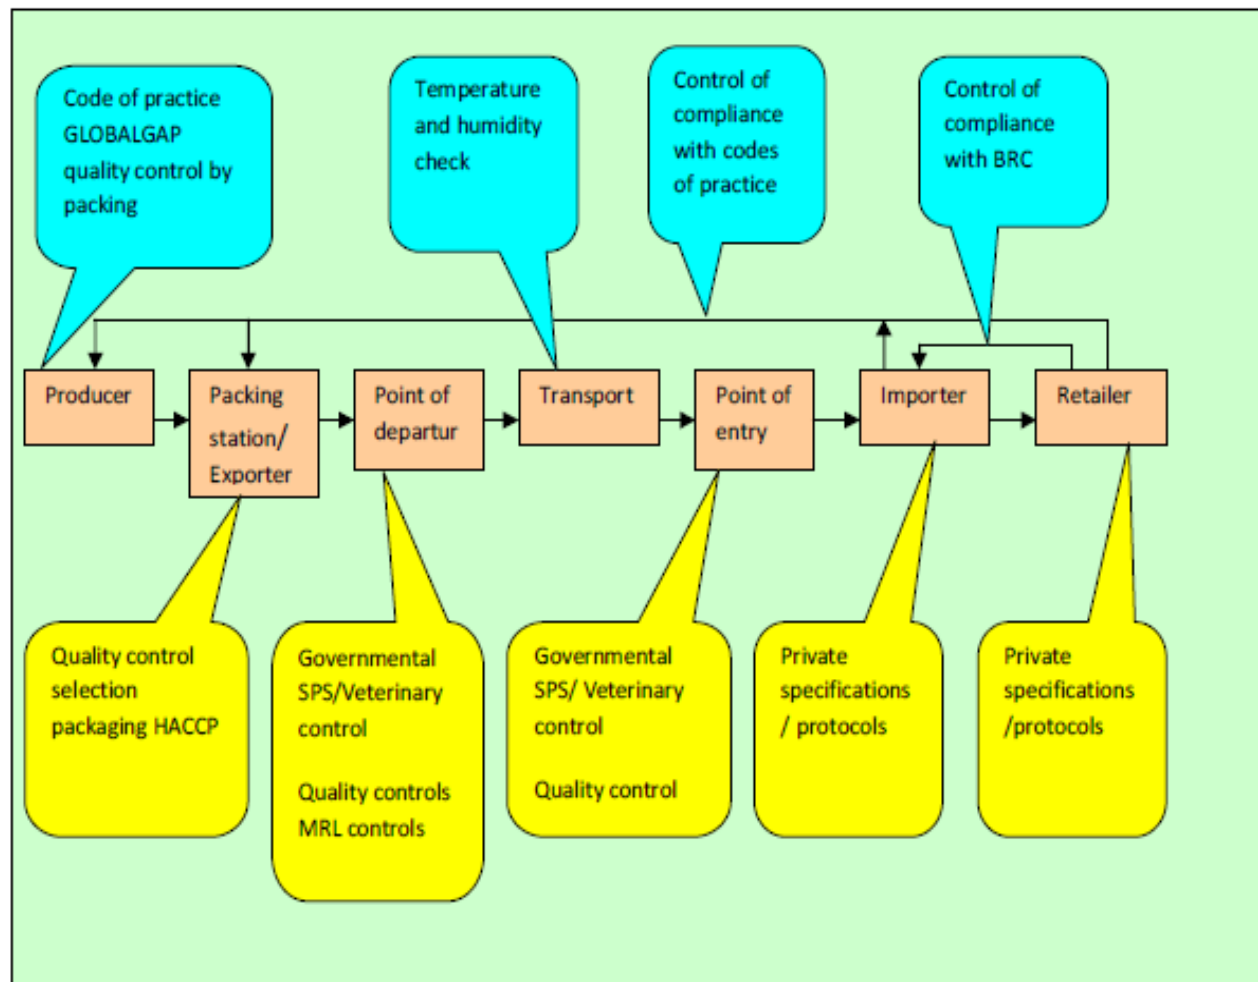 Code of practice
GLOBALGAP
quality control by
packing
Temperature
and humidity
check
Control of
compliance
with codes
of practice
Control of
compliance
with BRC
Producer
Packing
station/
Exporter
Point of
departur
Transport
Point of
entry
Importer
Retailer
Quality control
selection
packaging HACCP
Governmental
SPS/Veterinary
control
Quality controls
MRL controls
Governmental
SPS/ Veterinary
control
Quality control
Private
specifications
/ protocols
Private
specifications
/protocols